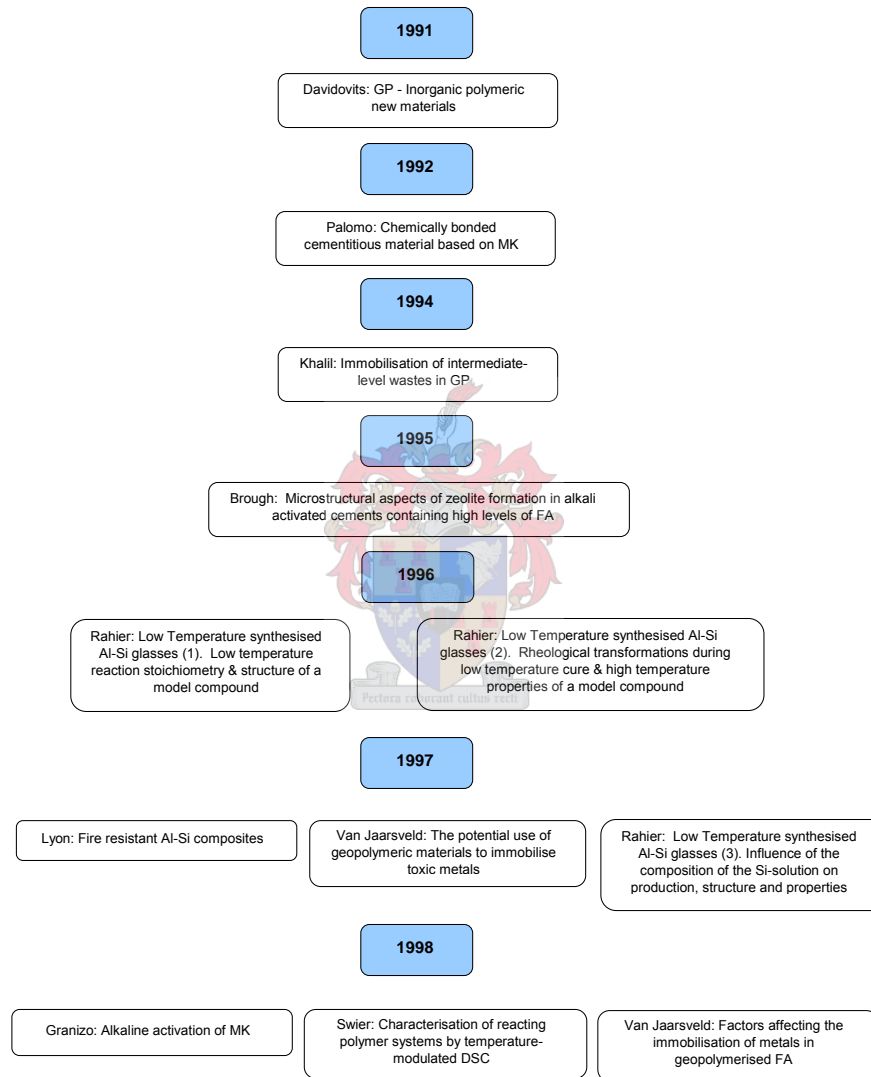 1991
Davidovits: GP - Inorganic polymeric
new materials
1992
Palomo: Chemically bonded
cementitious material based on MK
1994
Khalil: Immobilisation of intermediate-
level wastes in GP
1995
Brough:  Microstructural aspects of zeolite formation in alkali
activated cements containing high levels of FA
1996
Rahier: Low Temperature synthesised
Al-Si glasses (1).  Low temperature
reaction stoichiometry & structure of a
model compound
Rahier: Low Temperature synthesised Al-Si
glasses (2).  Rheological transformations during
low temperature cure & high temperature
properties of a model compound
Pectora roborant cultus recti
1997
Lyon: Fire resistant Al-Si composites
Van Jaarsveld: The potential use of
geopolymeric materials to immobilise
toxic metals
Rahier:  Low Temperature synthesised
Al-Si glasses (3). Influence of the
composition of the Si-solution on
production, structure and properties
1998
Granizo: Alkaline activation of MK
Swier: Characterisation of reacting
polymer systems by temperature-
modulated DSC
Van Jaarsveld: Factors affecting the
immobilisation of metals in
geopolymerised FA